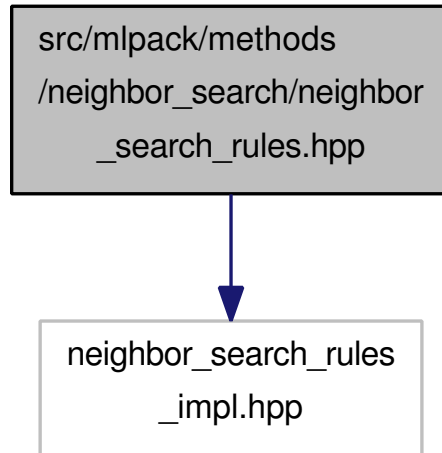 src/mlpack/methods
/neighbor_search/neighbor
_search_rules.hpp
neighbor_search_rules
_impl.hpp